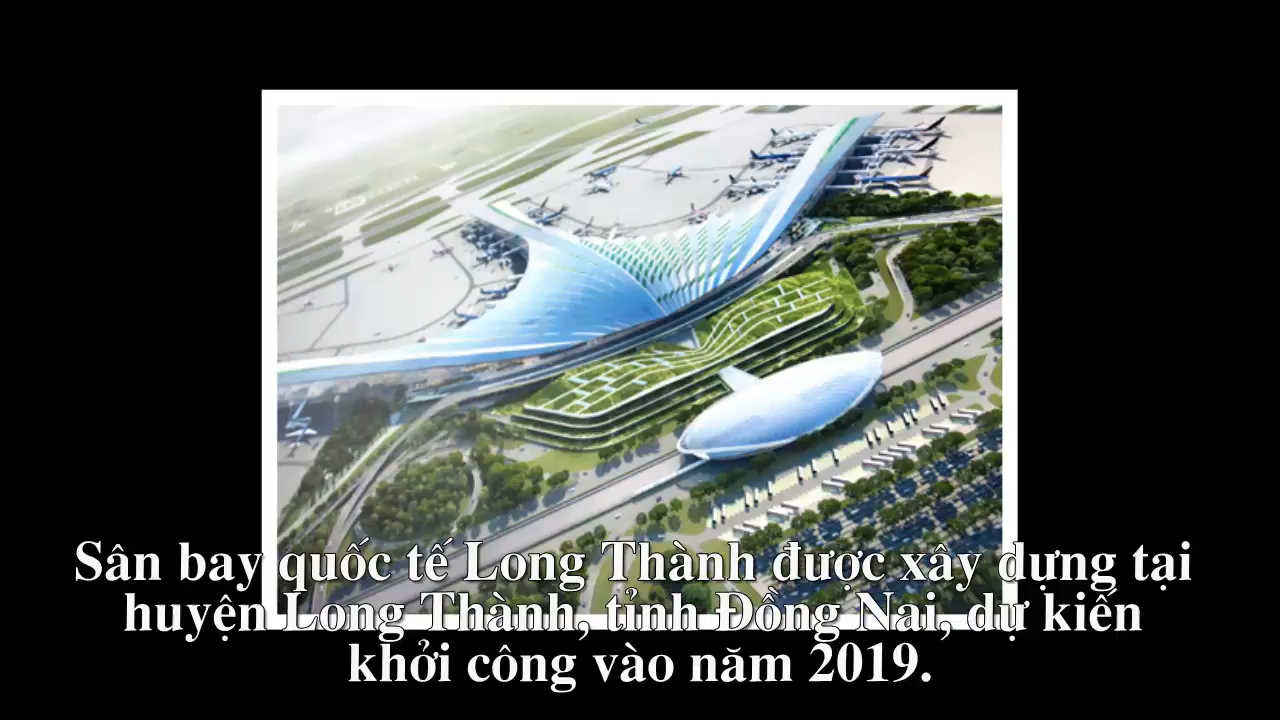 Sân bay quốc tế Long Thành được xây dựng tại
huyện Long Thành, tỉnh Đồng Nai, dự kiến
khởi công vào năm 2019.